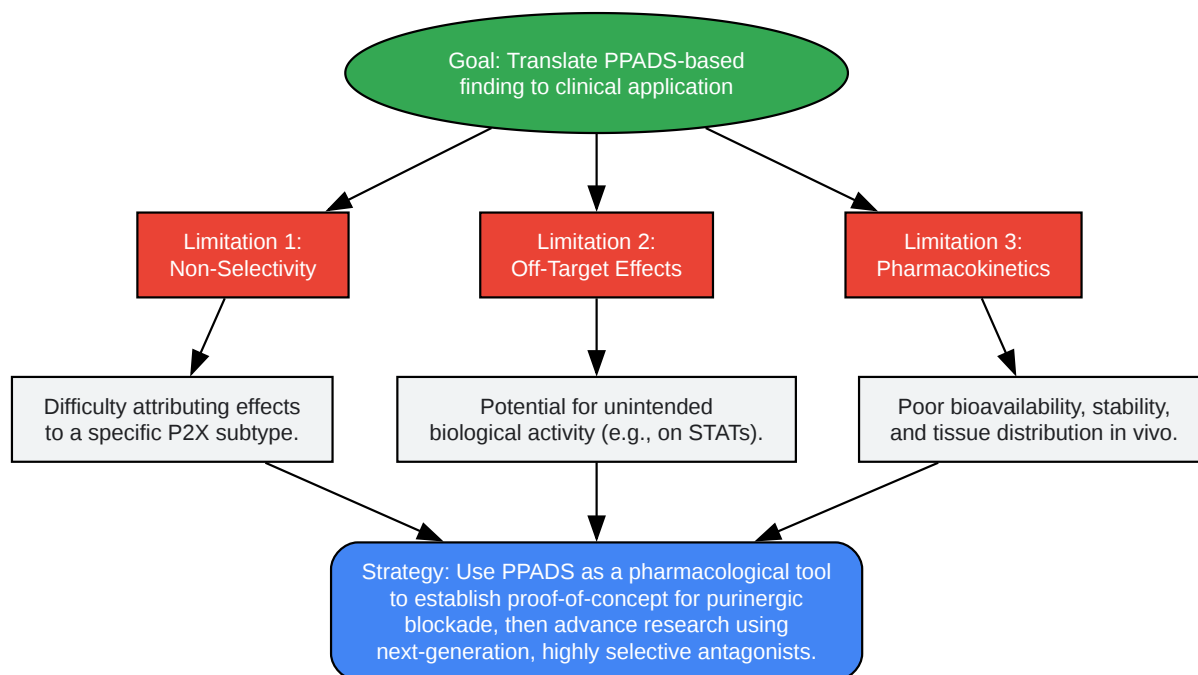 Goal: Translate PPADS-based
finding to clinical application
Limitation 1:
Non-Selectivity
Limitation 2:
Off-Target Effects
Limitation 3:
Pharmacokinetics
Difficulty attributing effects
to a specific P2X subtype.
Potential for unintended
biological activity (e.g., on STATs).
Poor bioavailability, stability,
and tissue distribution in vivo.
Strategy: Use PPADS as a pharmacological tool
to establish proof-of-concept for purinergic
blockade, then advance research using
next-generation, highly selective antagonists.